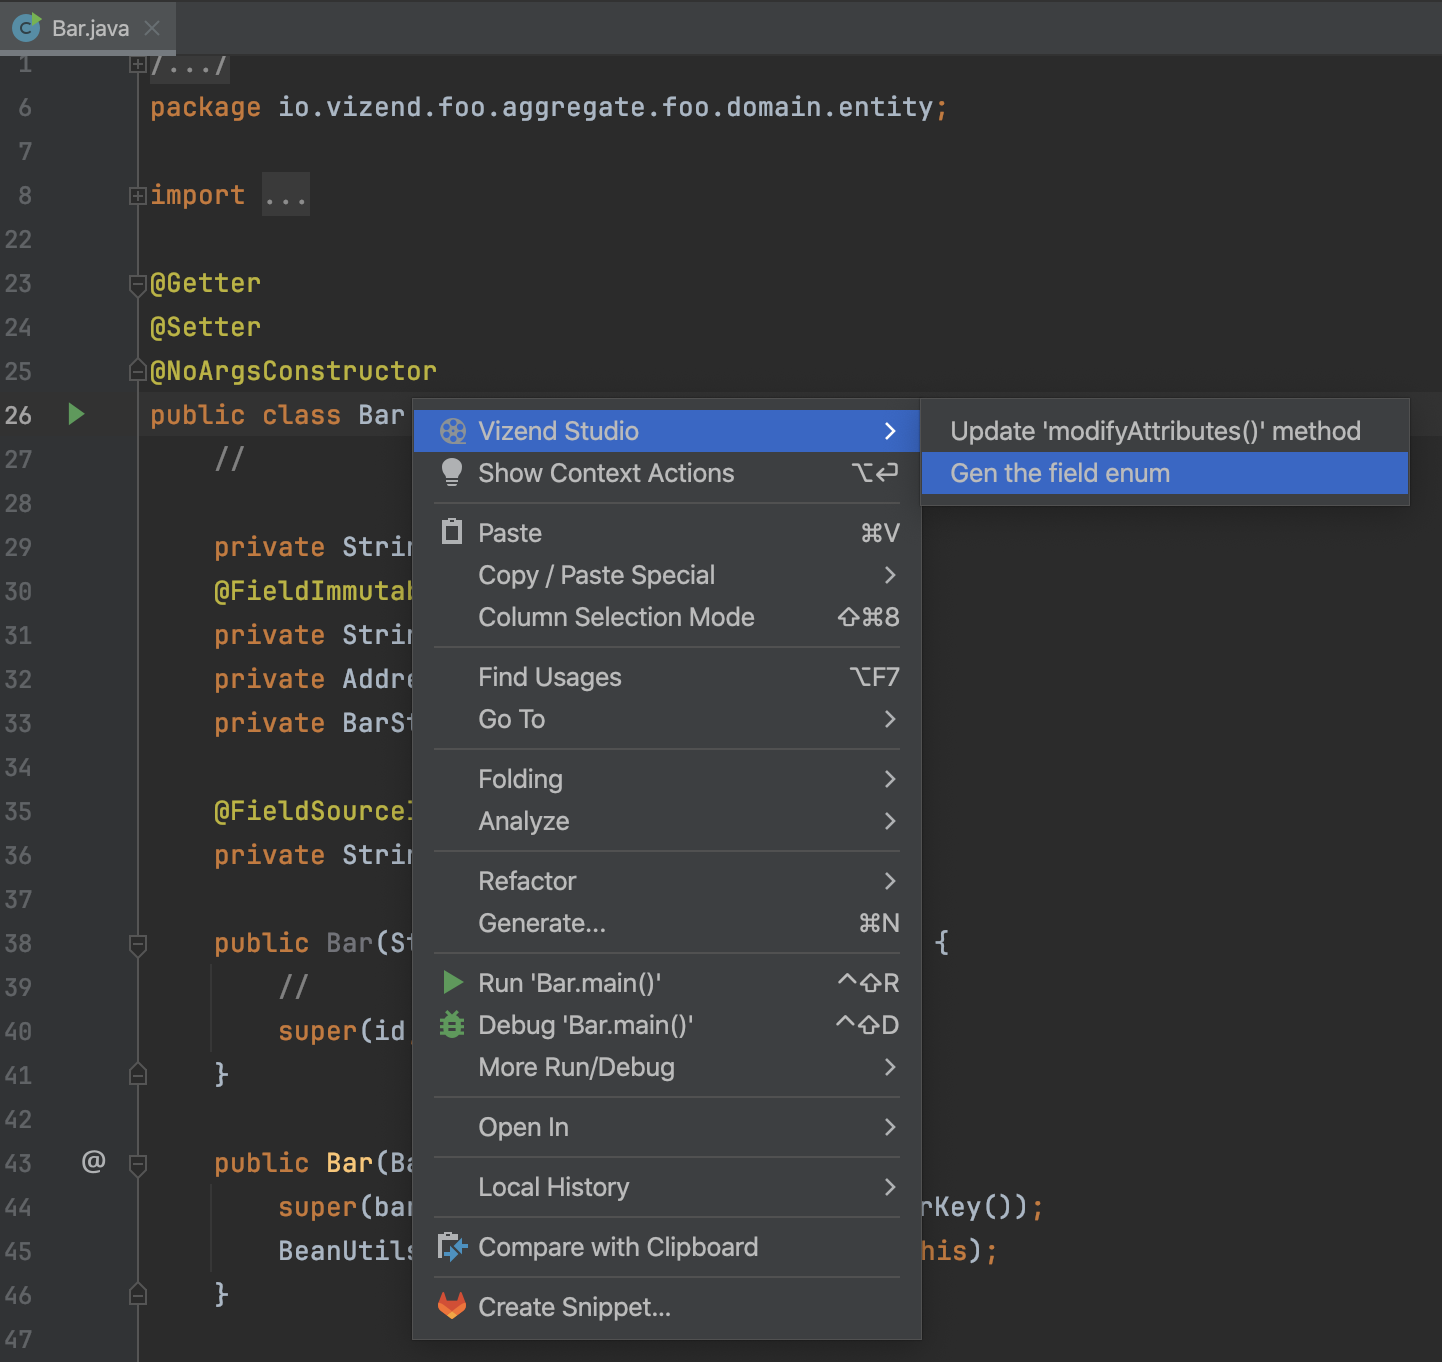 Bar.java
1 /.../
6 package io.vizend.foo.aggregate.foo.domain.entity;
7
8 import ...
22
23 @Getter
24 @Setter
25 @NoArgsConstructor
26 public class Bar
27 //
28
29 private Strin
30 @FieldImmutab
31 private Strin
32 private Addre
33 private BarSt
34
35 @FieldSource
36 private Strin
37
38 public Bar(St {
39 //
40 super(id,
41 }
42
43 @ public Bar(Ba
44 super(bar rKey());
45 BeanUtils his);
46 }
47
Vizend Studio
Show Context Actions ⌥⏎
Paste ⌘V
Copy / Paste Special
Column Selection Mode ⇧⌘8
Find Usages ⌥F7
Go To
Folding
Analyze
Refactor
Generate... ⌘N
Run 'Bar.main()' ^⇧R
Debug 'Bar.main()' ^⇧D
More Run/Debug
Open In
Local History
Compare with Clipboard
Create Snippet...
Update 'modifyAttributes()' method
Gen the field enum